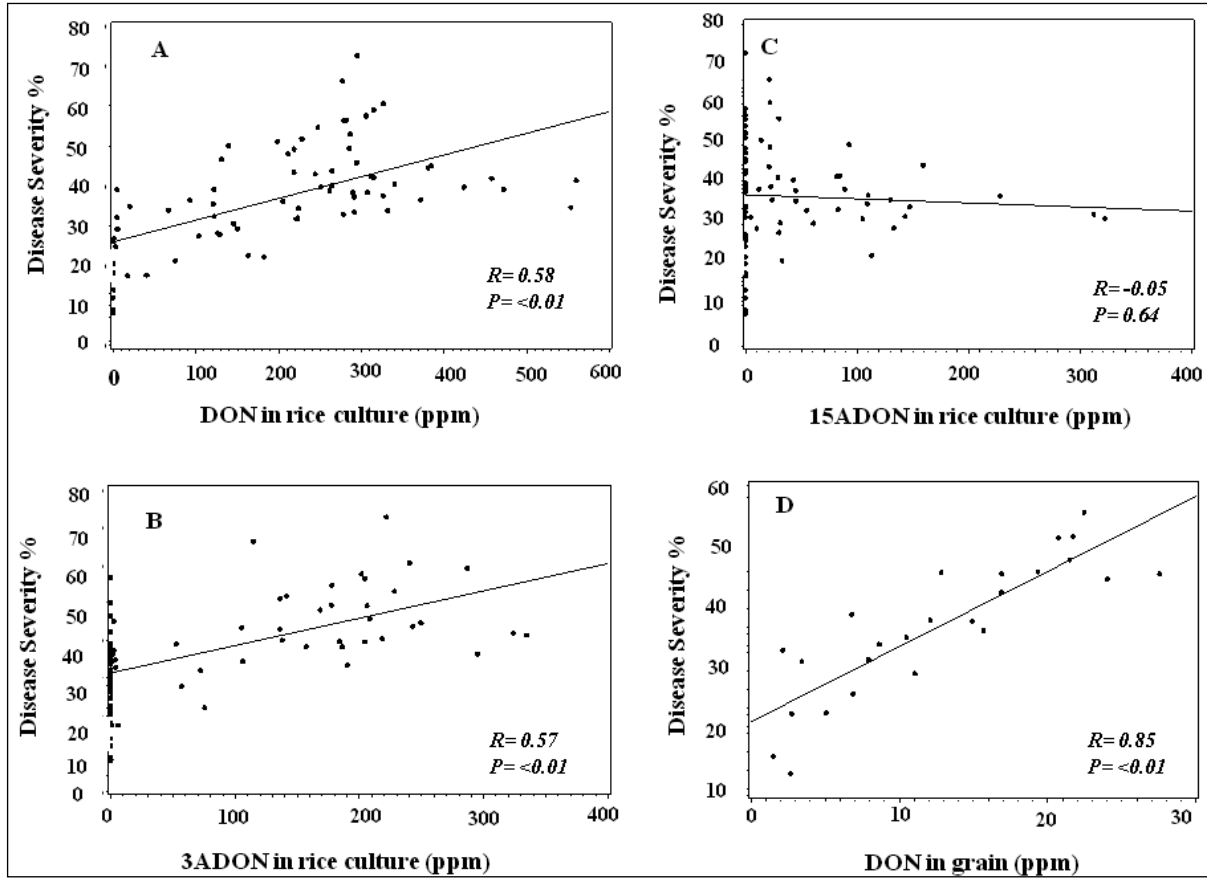 A
Disease Severity %
80
70
60
50
40
30
20
10
0
R= 0.58
P= <0.01
0 100 200 300 400 500 600
DON in rice culture (ppm)
C
Disease Severity %
80
70
60
50
40
30
20
10
0
R= -0.05
P= 0.64
0 100 200 300 400
15ADON in rice culture (ppm)
B
Disease Severity %
80
70
60
50
40
30
20
10
0
R= 0.57
P= <0.01
0 100 200 300 400
3ADON in rice culture (ppm)
D
Disease Severity %
60
50
40
30
20
10
R= 0.85
P= <0.01
0 10 20 30
DON in grain (ppm)